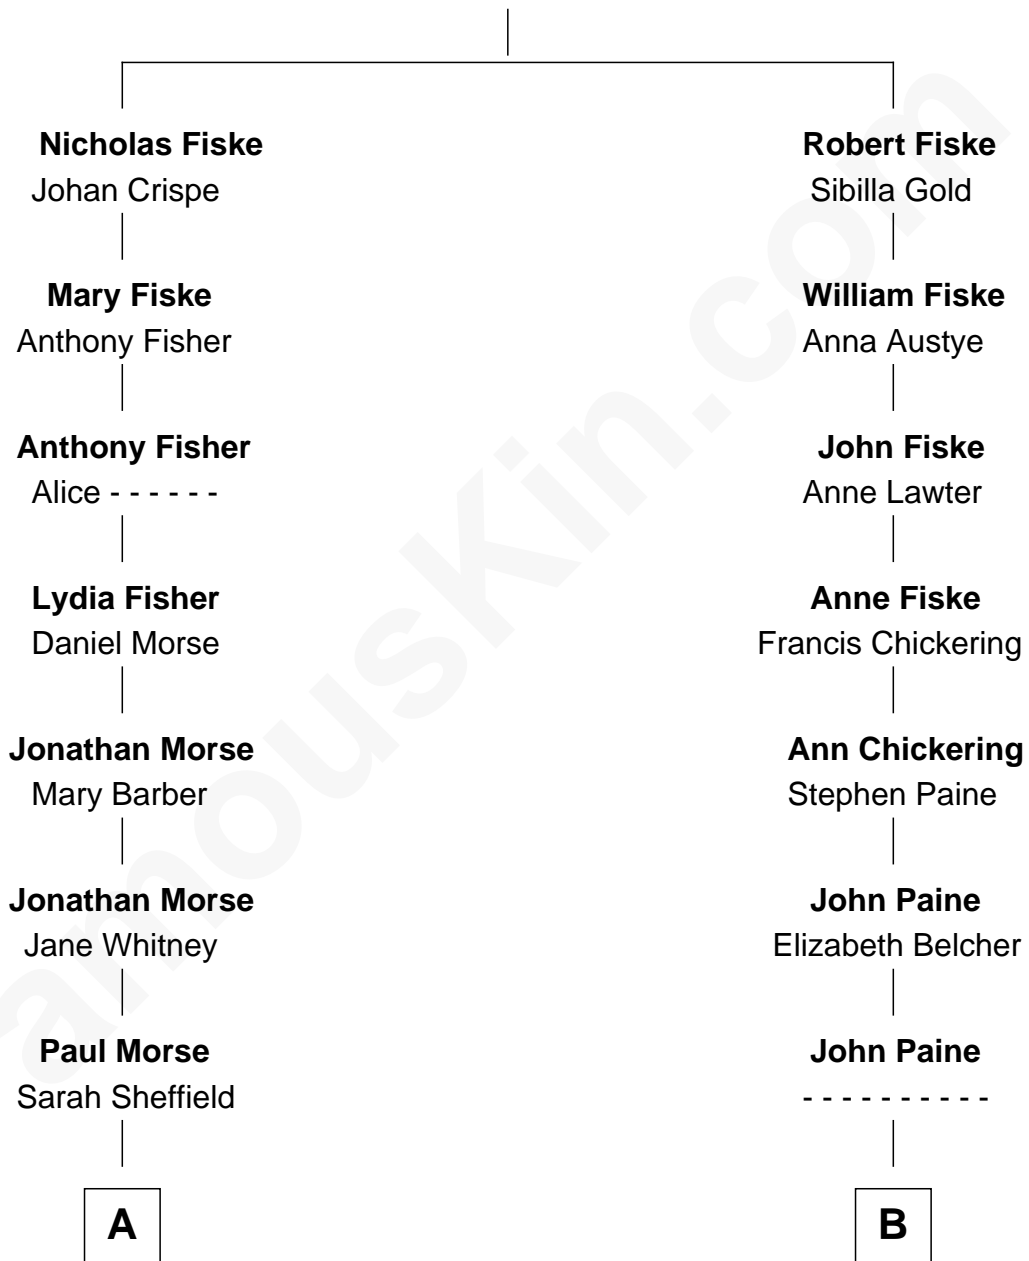 Nicholas Fiske
Johan Crispe
Mary Fiske
Anthony Fisher
Anthony Fisher
Alice - - - - - -
Lydia Fisher
Daniel Morse
Jonathan Morse
Mary Barber
Jonathan Morse
Jane Whitney
Paul Morse
Sarah Sheffield
A
Robert Fiske
Sibilla Gold
William Fiske
Anna Austye
John Fiske
Anne Lawter
Anne Fiske
Francis Chickering
Ann Chickering
Stephen Paine
John Paine
Elizabeth Belcher
John Paine
- - - - - - - - - -
B
amouskin.com